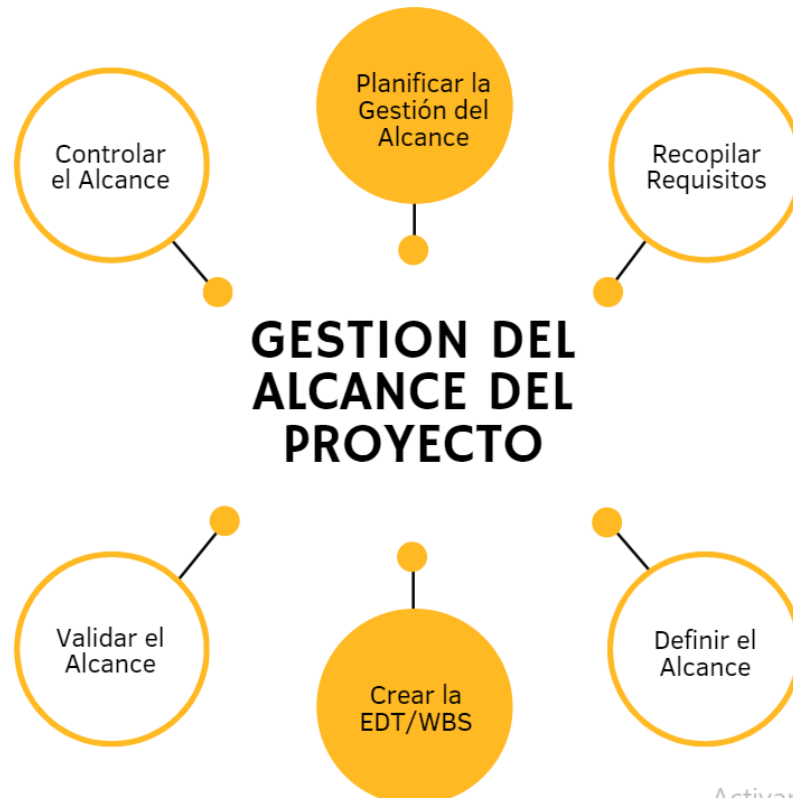 Planificar la
Gestión del
Alcance
Controlar
el Alcance
Recopilar
Requisitos
GESTION DEL
ALCANCE DEL
PROYECTO
Validar el
Alcance
Crear la
EDT/WBS
Definir el
Alcance